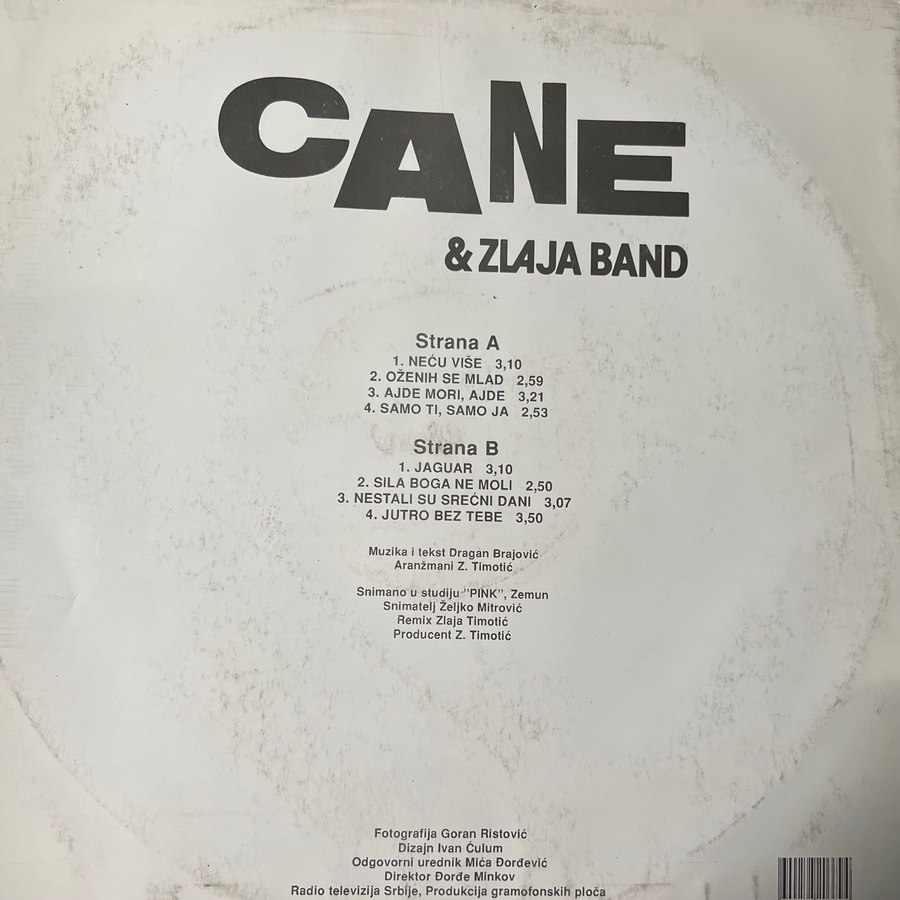 CANE
& ZLAJA BAND
Strana A
1. NEĆU VIŠE 3,10
2. OŽENIH SE MLAD 2,59
3. AJDE MORI, AJDE 3,21
4. SAMO TI, SAMO JA 2,53
Strana B
1. JAGUAR 3,10
2. SILA BOGA NE MOLI 2,50
3. NESTALI SU SREĆNI DANI 3,07
4. JUTRO BEZ TEBE 3,50
Muzika i tekst Dragan Brajović
Aranžmani Z. Timotić
Snimano u studiju "PINK", Zemun
Snimatelj Željko Mitrović
Remix Zlaja Timotić
Producent Z. Timotić
Fotografija Goran Ristović
Dizajn Ivan Ćulum
Odgovorni urednik Mića Đorđević
Direktor Đorđe Minkov
Radio televizija Srbije, Produkcija gramofonskih ploča